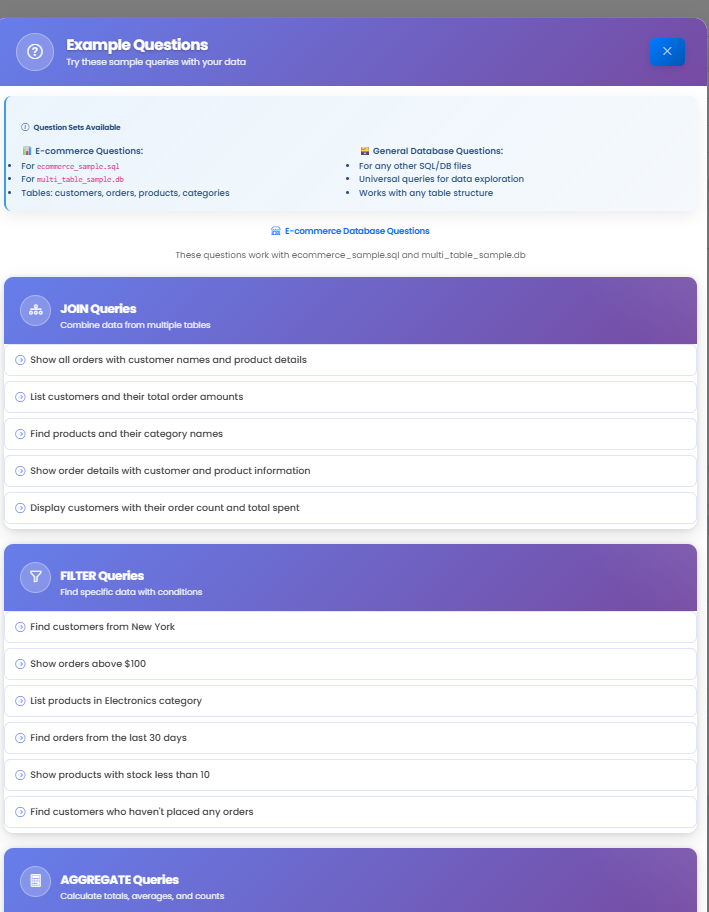 Example Questions
Try these sample queries with your data
Question Sets Available
E-commerce Questions:
For ecommerce_sample.sql
For multi_table_sample.db
Tables: customers, orders, products, categories
General Database Questions:
For any other SQL/DB files
Universal queries for data exploration
Works with any table structure
E-commerce Database Questions
These questions work with ecommerce_sample.sql and multi_table_sample.db
JOIN Queries
Combine data from multiple tables
Show all orders with customer names and product details
List customers and their total order amounts
Find products and their category names
Show order details with customer and product information
Display customers with their order count and total spent
FILTER Queries
Find specific data with conditions
Find customers from New York
Show orders above $100
List products in Electronics category
Find orders from the last 30 days
Show products with stock less than 10
Find customers who haven't placed any orders
AGGREGATE Queries
Calculate totals, averages, and counts